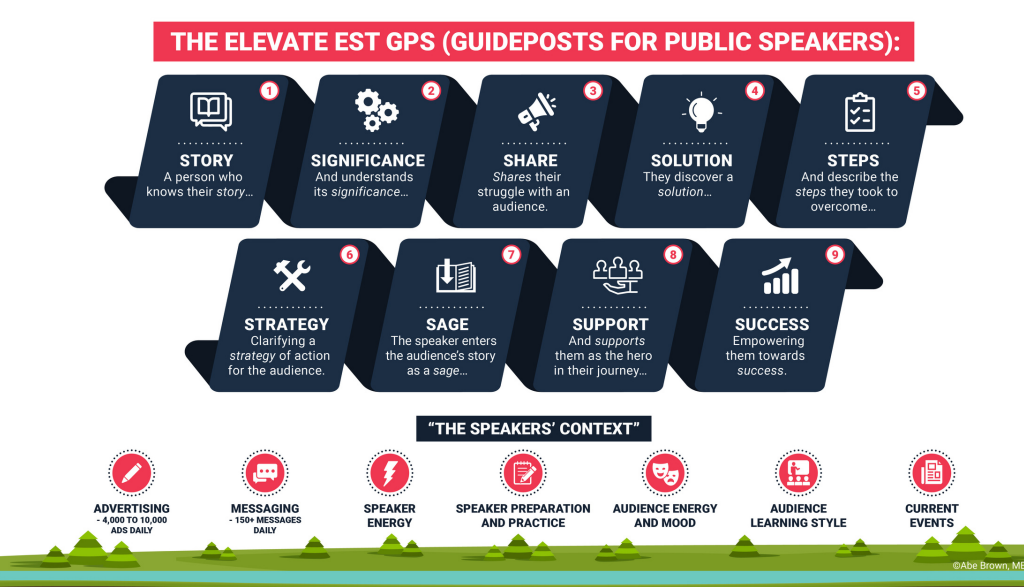 THE ELEVATE EST GPS (GUIDEPOSTS FOR PUBLIC SPEAKERS):
1
STORY
A person who
knows their story...
2
SIGNIFICANCE
And understands
its significance...
3
SHARE
Shares their
struggle with an
audience.
4
SOLUTION
They discover a
solution...
5
STEPS
And describe the
steps they took to
overcome...
6
STRATEGY
Clarifying a
strategy of action
for the audience.
7
SAGE
The speaker enters
the audience's story
as a sage...
8
SUPPORT
And supports
them as the hero
in their journey...
9
SUCCESS
Empowering
them towards
success.
“THE SPEAKERS’ CONTEXT”
ADVERTISING
- 4,000 TO 10,000
ADS DAILY
MESSAGING
- 150+ MESSAGES
DAILY
SPEAKER
ENERGY
SPEAKER PREPARATION
AND PRACTICE
AUDIENCE ENERGY
AND MOOD
AUDIENCE
LEARNING STYLE
CURRENT
EVENTS
©Abe Brown,